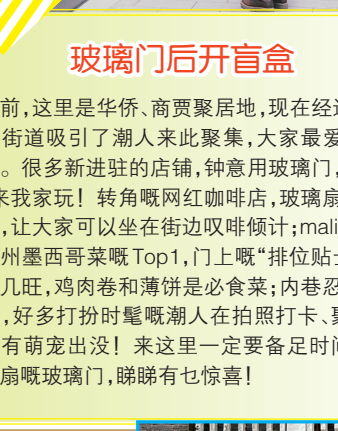 玻璃门后开盲盒
前,这里是华侨、商贾聚居地,现在经
街道吸引了潮人来此聚集,大家最爱
。很多新进驻的店铺,钟意用玻璃门,
来我家玩！转角嘅网红咖啡店,玻璃扇
,让大家可以坐在街边叹啡倾计;mali
州墨西哥菜嘅Top1,门上嘅“排位贴士
几旺,鸡肉卷和薄饼是必食菜;内巷忍
,好多打扮时髦嘅潮人在拍照打卡、
有萌宠出没！来这里一定要备足时间
扇嘅玻璃门,睇睇有乜惊喜！